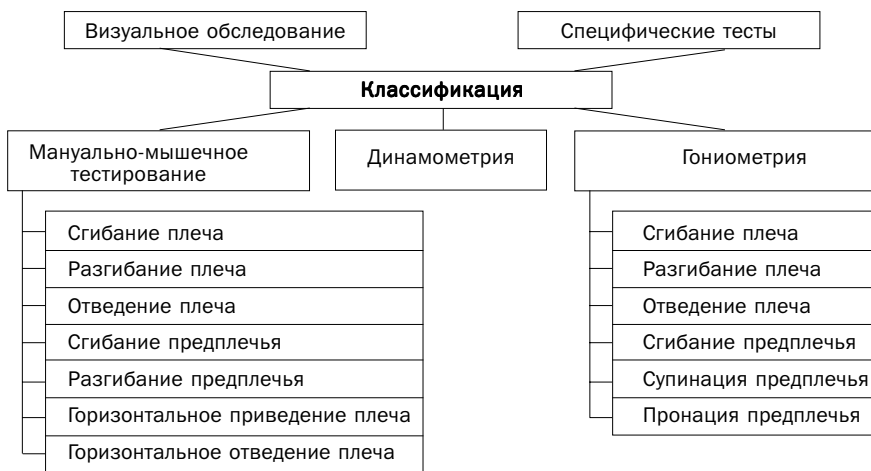 Визуальное обследование
Специфические тесты
Классификация
Мануально-мышечное
тестирование
Динамометрия
Гониометрия
Сгибание плеча
Разгибание плеча
Отведение плеча
Сгибание предплечья
Разгибание предплечья
Горизонтальное приведение плеча
Горизонтальное отведение плеча
Сгибание плеча
Разгибание плеча
Отведение плеча
Сгибание предплечья
Супинация предплечья
Пронация предплечья